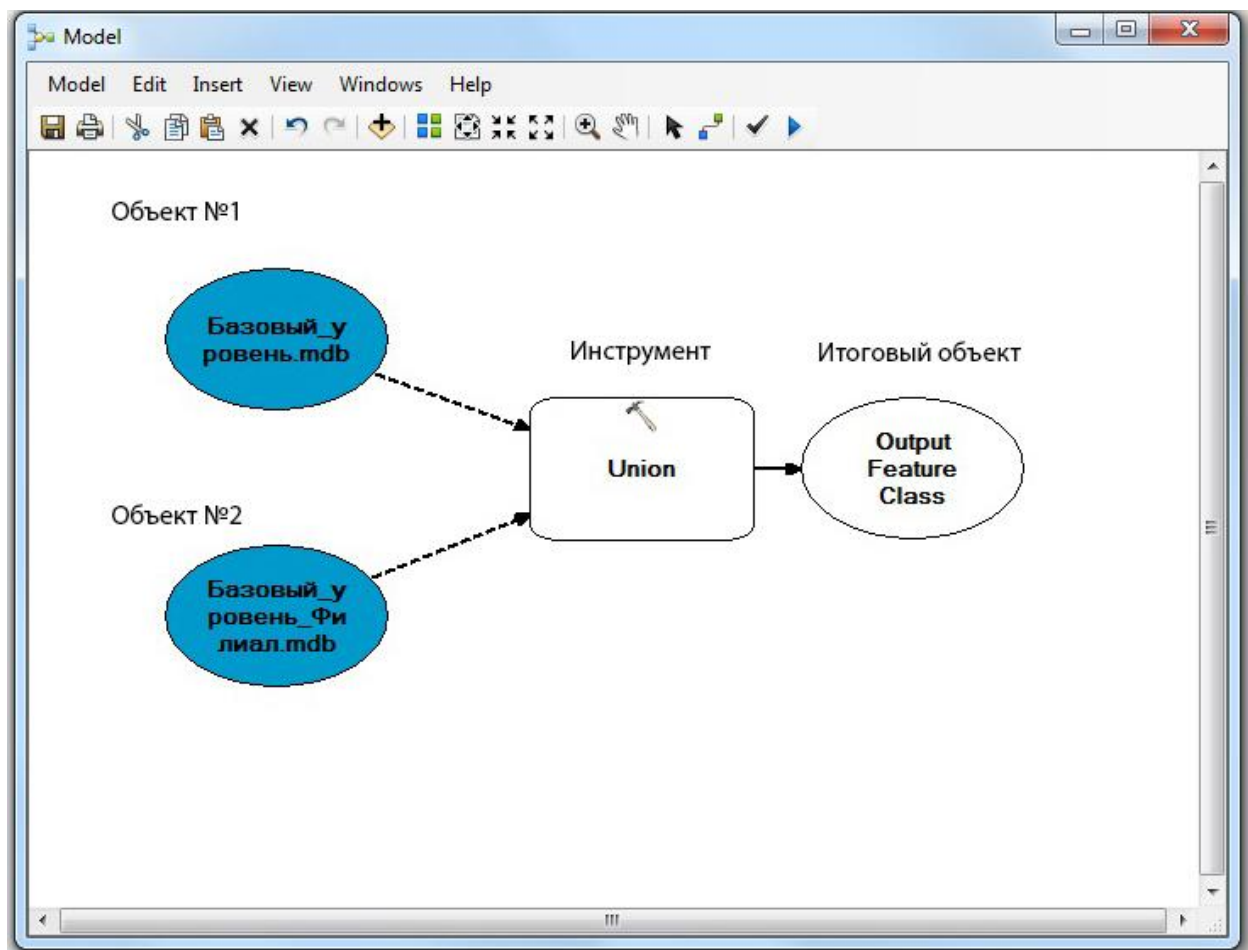 Model
Model Edit Insert View Windows Help
Объект №1
Базовый_у
ровень.mdb
Инструмент
Итоговый объект
Union
Output
Feature
Class
Объект №2
Базовый_у
ровень_Фи
лиал.mdb